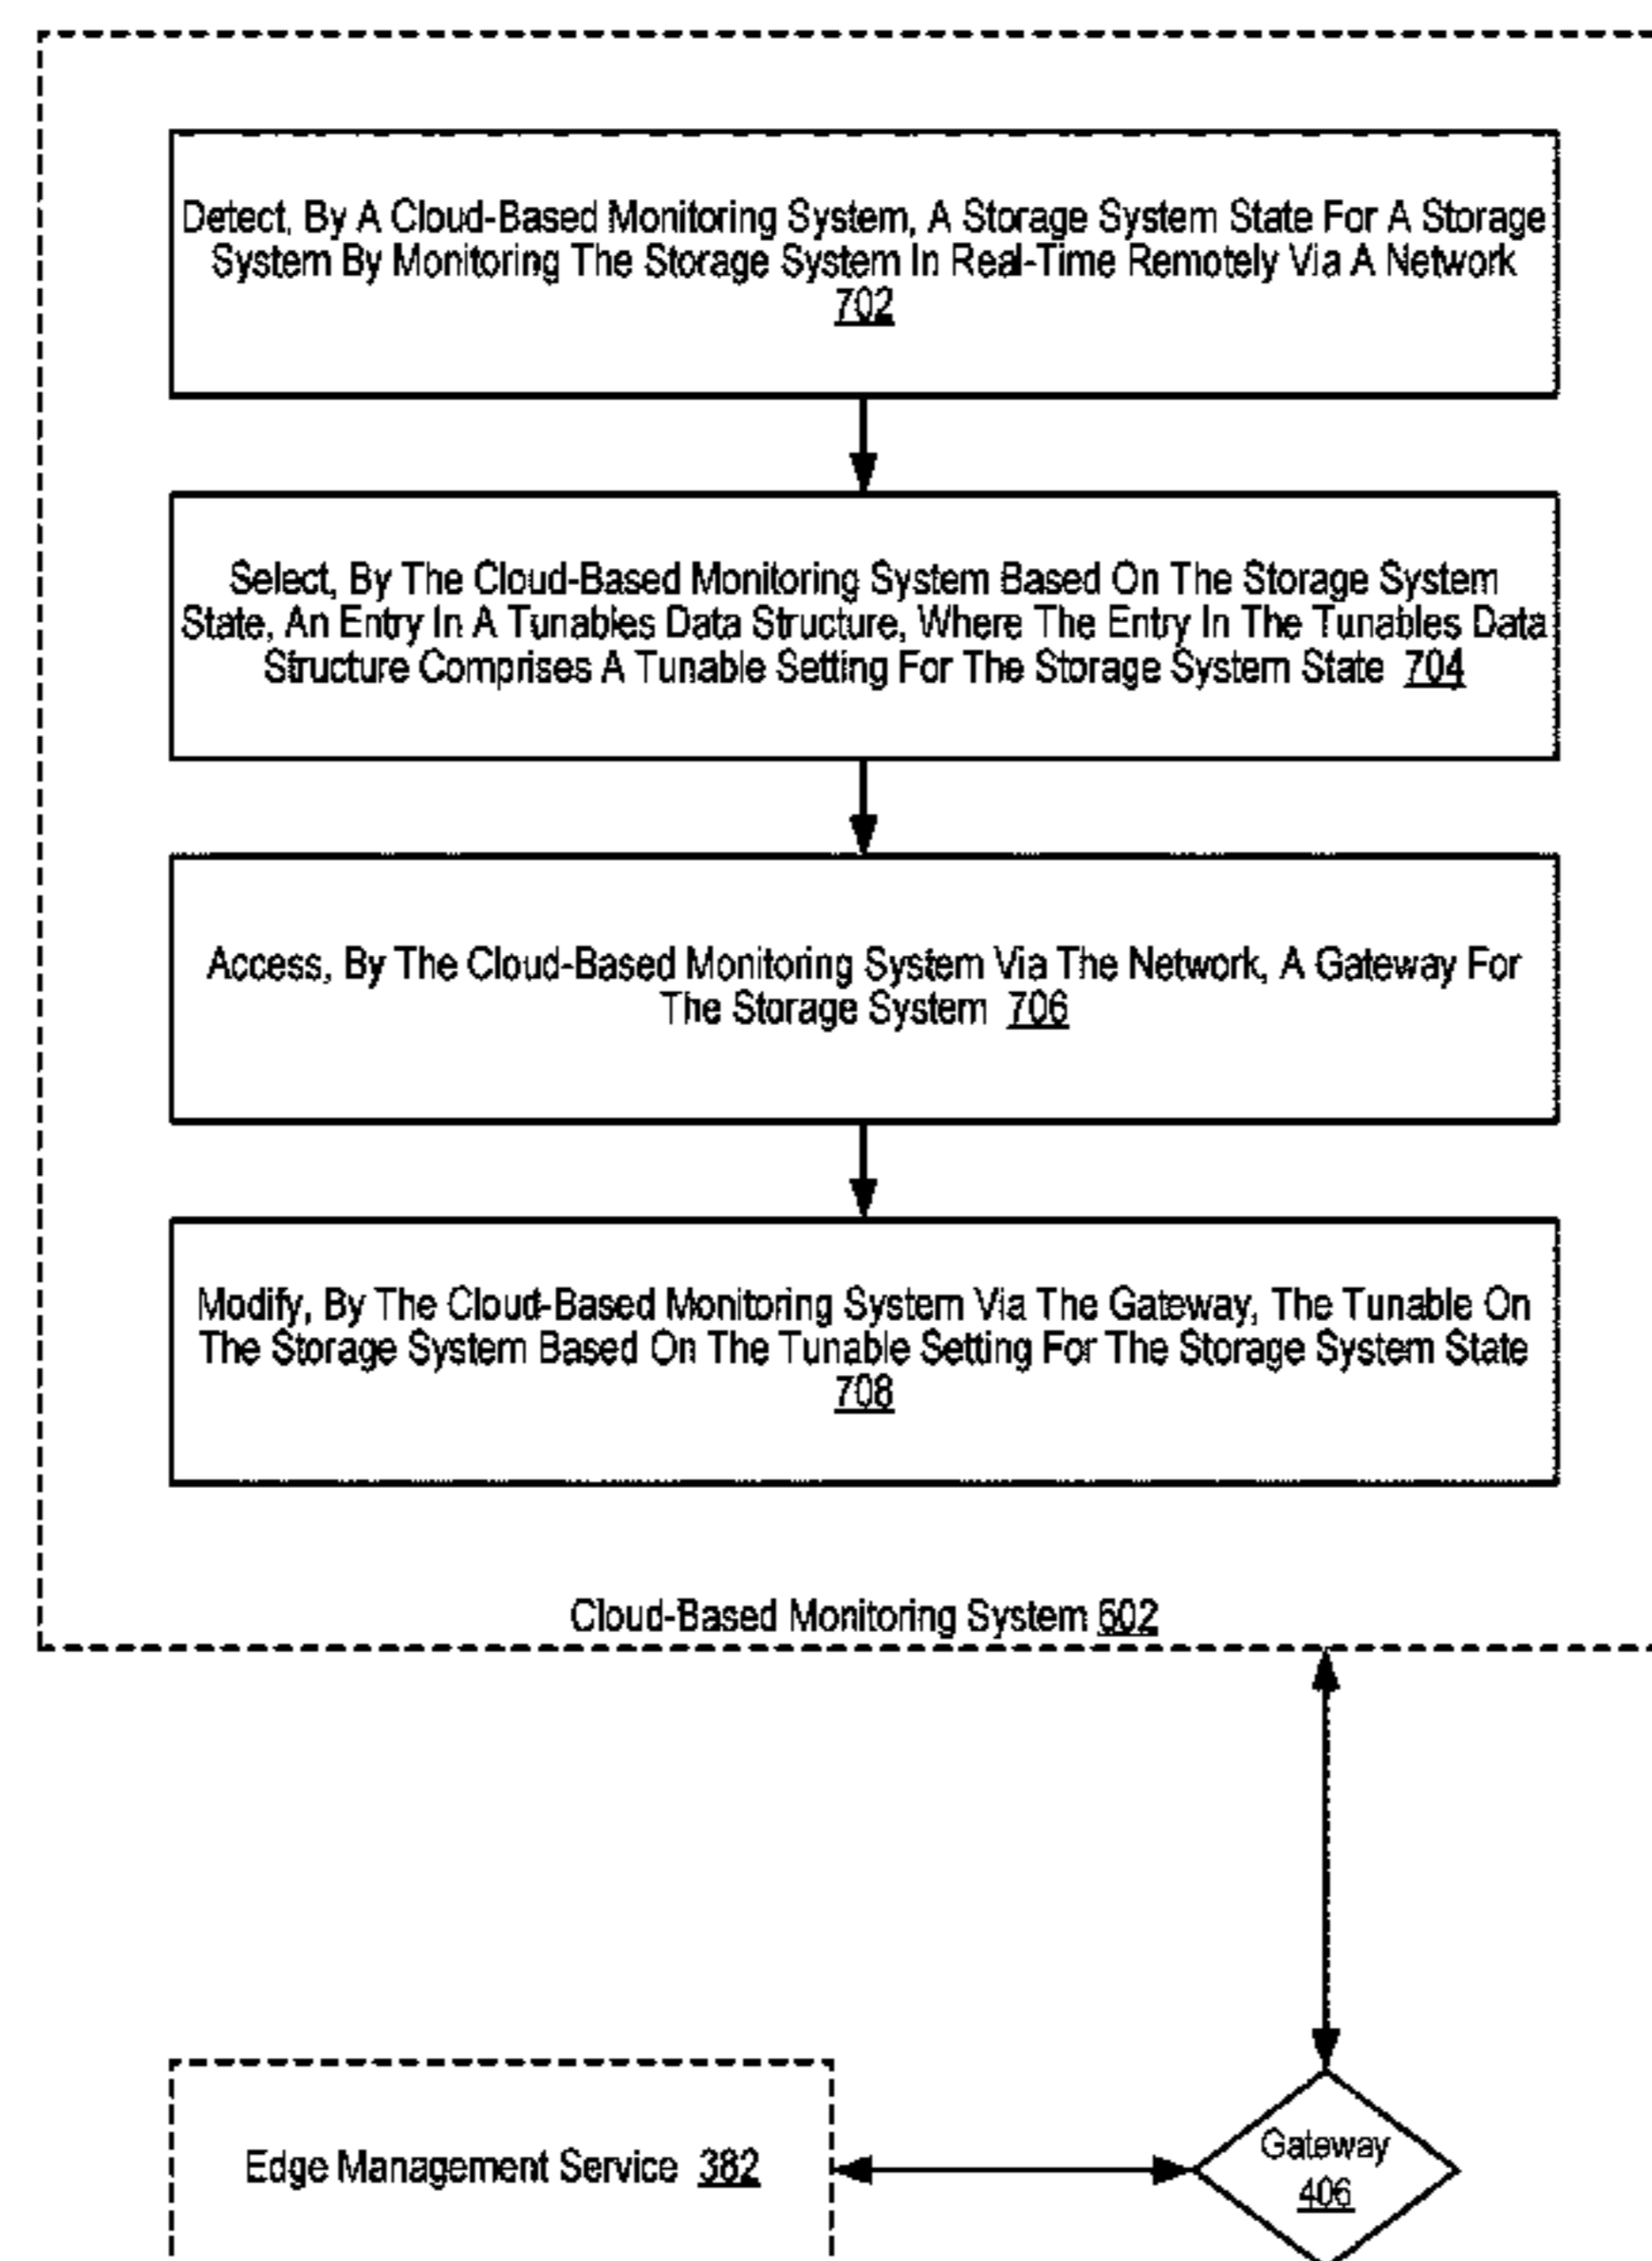 Detect, By A Cloud-Based Monitoring System, A Storage System State For A Storage
System By Monitoring The Storage System In Real-Time Remotely Via A Network
702
Select, By The Cloud-Based Monitoring System Based On The Storage System
State, An Entry In A Tunables Data Structure, Where The Entry In The Tunables Data
Structure Comprises A Tunable Setting For The Storage System State 704
Access, By The Cloud-Based Monitoring System Via The Network, A Gateway For
The Storage System 706
Modify, By The Cloud-Based Monitoring System Via The Gateway, The Tunable On
The Storage System Based On The Tunable Setting For The Storage System State
708
Cloud-Based Monitoring System 602
Edge Management Service 382
Gateway
406